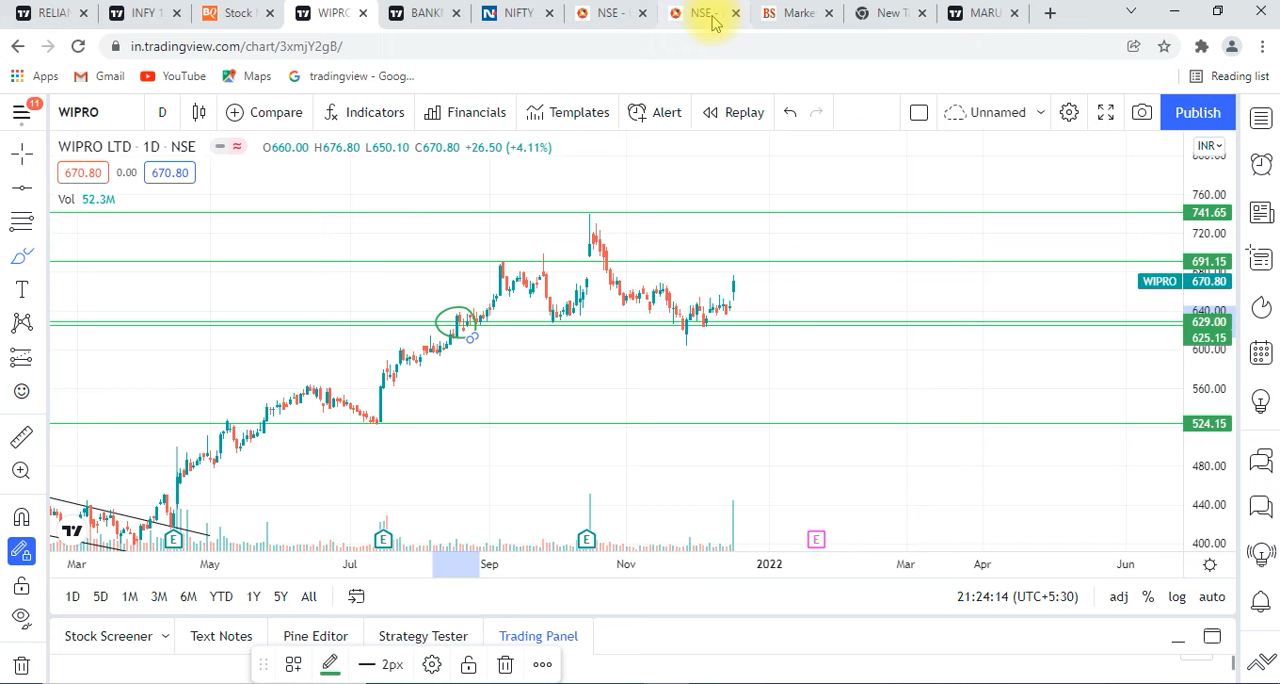 RELIAN
INFY 1
Stock
WIPRO
BANK
NIFTY
NSE -
NSE -
Marke
New T
MARU
in.tradingview.com/chart/3xmjY2gB/
Apps
Gmail
YouTube
Maps
tradingview - Goog...
Reading list
11
WIPRO
D
Compare
Indicators
Financials
Templates
Alert
Replay
Unnamed
Publish
WIPRO LTD · 1D · NSE
O660.00 H676.80 L650.10 C670.80 +26.50 (+4.11%)
INR
670.80
0.00
670.80
Vol 52.3M
760.00
741.65
720.00
691.15
WIPRO 670.80
640.00
629.00
625.15
600.00
560.00
524.15
480.00
440.00
400.00
E
E
E
E
Mar
May
Jul
Sep
Nov
2022
Mar
Apr
Jun
1D
5D
1M
3M
6M
YTD
1Y
5Y
All
21:24:14 (UTC+5:30)
adj
%
log
auto
Stock Screener
Text Notes
Pine Editor
Strategy Tester
Trading Panel
2px